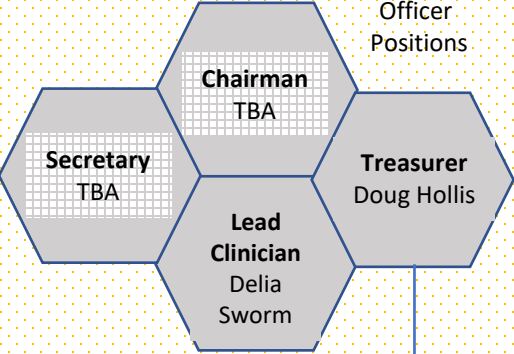 Officer
Positions
Chairman
TBA
Secretary
TBA
Treasurer
Doug Hollis
Lead
Clinician
Delia
Sworm